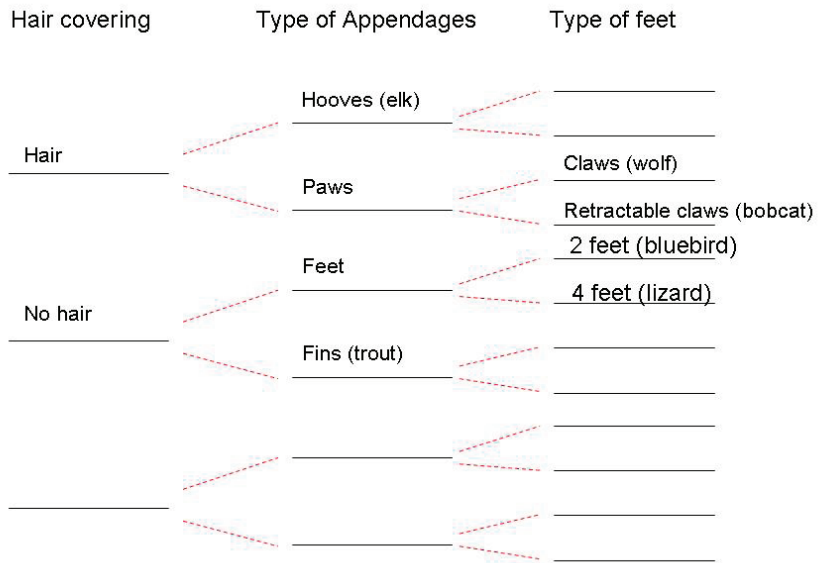 Hair covering
Type of Appendages
Type of feet
Hooves (elk)
Hair
Claws (wolf)
Paws
Retractable claws (bobcat)
2 feet (bluebird)
Feet
4 feet (lizard)
No hair
Fins (trout)